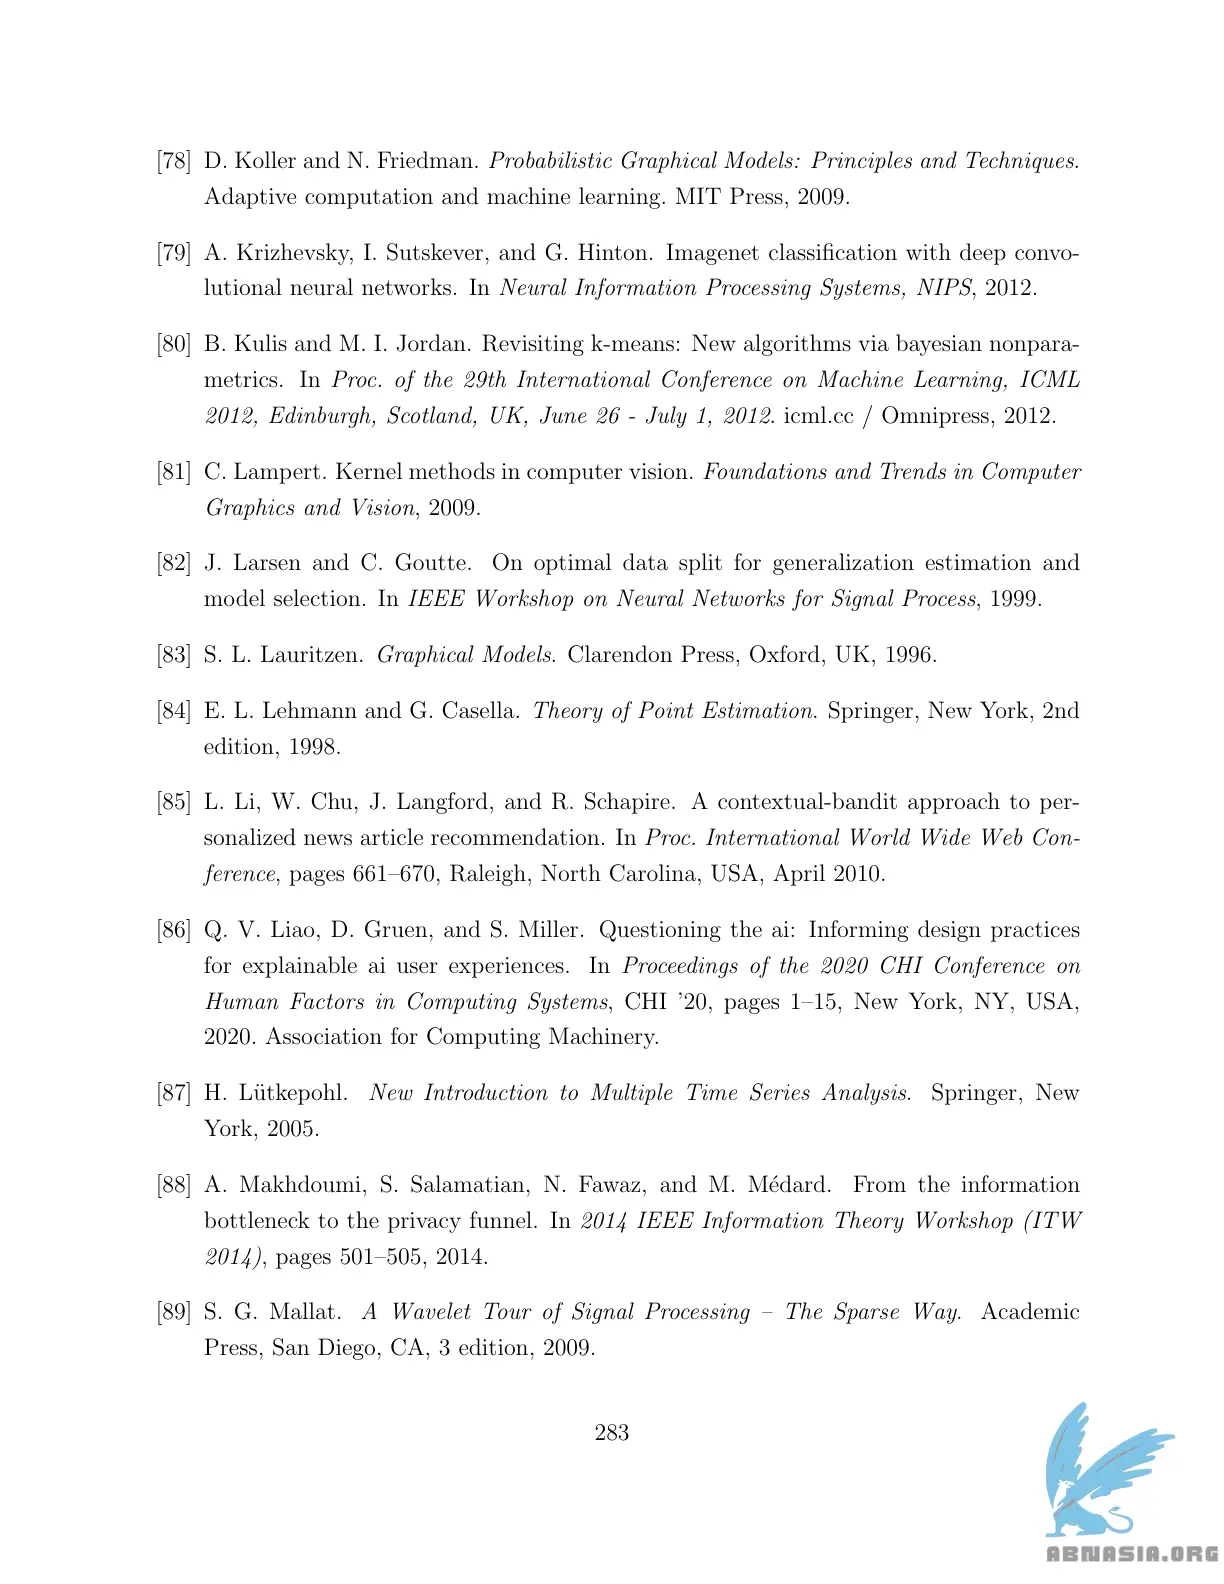 [78] D. Koller and N. Friedman. Probabilistic Graphical Models: Principles and Techniques.
Adaptive computation and machine learning. MIT Press, 2009.
[79] A. Krizhevsky, I. Sutskever, and G. Hinton. Imagenet classification with deep convo-
lutional neural networks. In Neural Information Processing Systems, NIPS, 2012.
[80] B. Kulis and M. I. Jordan. Revisiting k-means: New algorithms via bayesian nonpara-
metrics. In Proc. of the 29th International Conference on Machine Learning, ICML
2012, Edinburgh, Scotland, UK, June 26 - July 1, 2012. icml.cc / Omnipress, 2012.
[81] C. Lampert. Kernel methods in computer vision. Foundations and Trends in Computer
Graphics and Vision, 2009.
[82] J. Larsen and C. Goutte. On optimal data split for generalization estimation and
model selection. In IEEE Workshop on Neural Networks for Signal Process, 1999.
[83] S. L. Lauritzen. Graphical Models. Clarendon Press, Oxford, UK, 1996.
[84] E. L. Lehmann and G. Casella. Theory of Point Estimation. Springer, New York, 2nd
edition, 1998.
[85] L. Li, W. Chu, J. Langford, and R. Schapire. A contextual-bandit approach to per-
sonalized news article recommendation. In Proc. International World Wide Web Con-
ference, pages 661–670, Raleigh, North Carolina, USA, April 2010.
[86] Q. V. Liao, D. Gruen, and S. Miller. Questioning the ai: Informing design practices
for explainable ai user experiences. In Proceedings of the 2020 CHI Conference on
Human Factors in Computing Systems, CHI ’20, pages 1–15, New York, NY, USA,
2020. Association for Computing Machinery.
[87] H. Lütkepohl. New Introduction to Multiple Time Series Analysis. Springer, New
York, 2005.
[88] A. Makhdoumi, S. Salamatian, N. Fawaz, and M. Médard. From the information
bottleneck to the privacy funnel. In 2014 IEEE Information Theory Workshop (ITW
2014), pages 501–505, 2014.
[89] S. G. Mallat. A Wavelet Tour of Signal Processing – The Sparse Way. Academic
Press, San Diego, CA, 3 edition, 2009.
283
ABNASIA.ORG